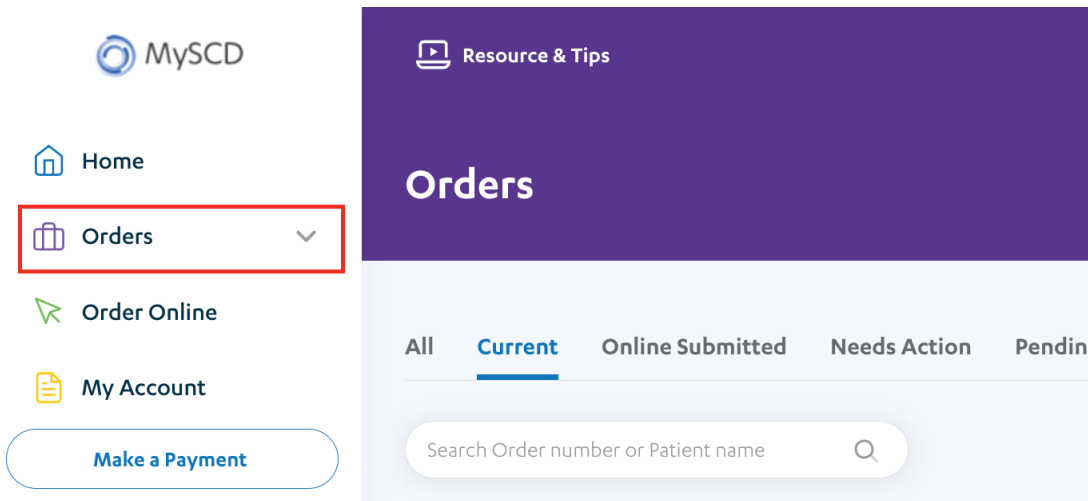 MySCD
Home
Orders
Order Online
My Account
Make a Payment
Resource & Tips
Orders
All Current Online Submitted Needs Action Pendin
Search Order number or Patient name